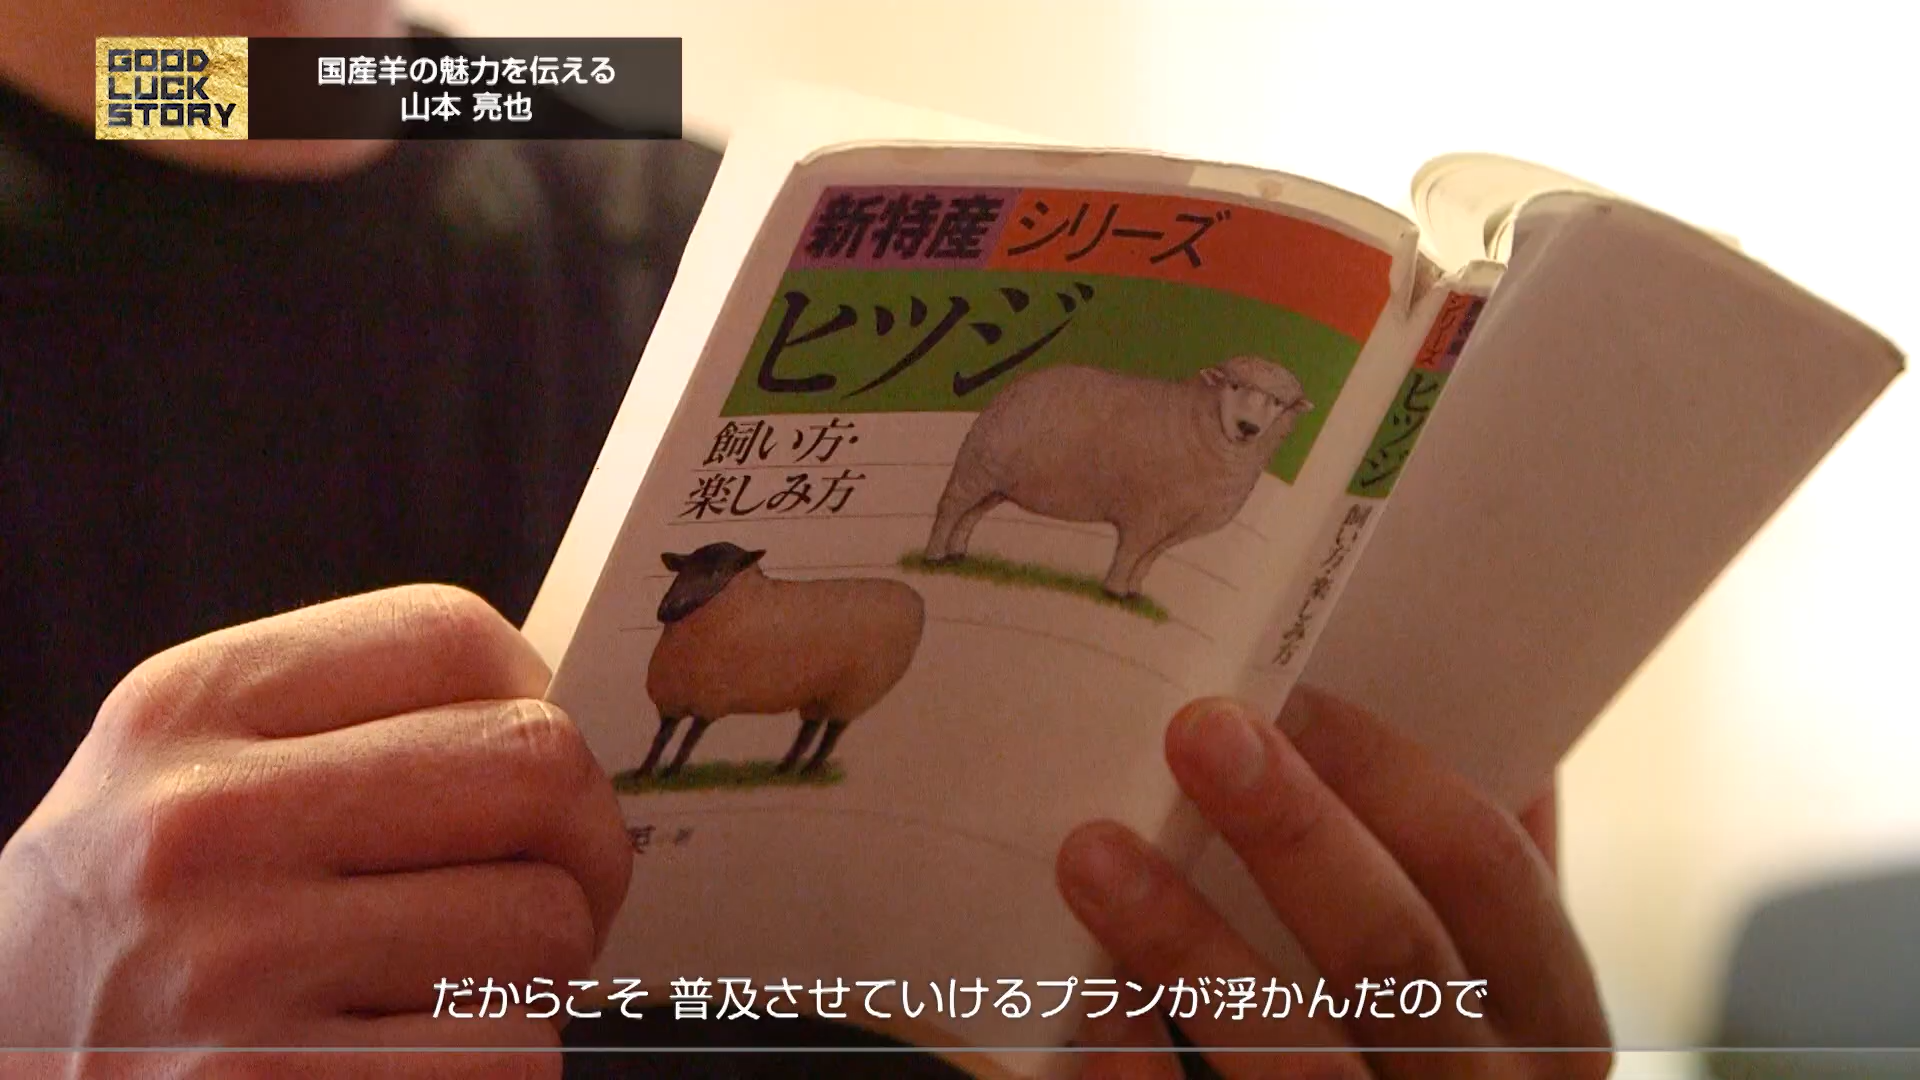 GOOD
LUCK
STORY
国産羊の魅力を伝える
山本 亮也
新特産シリーズ
ヒツジ
飼い方・
楽しみ方
シリーズ
ヒツジ
飼い方・楽しみ方
だからこそ 普及させていけるプランが浮かんだので